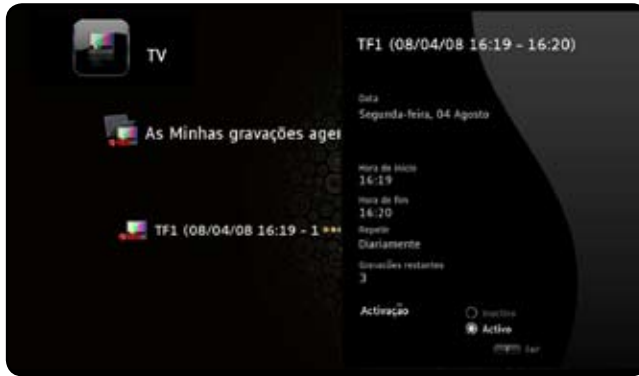 TV
As Minhas gravações agen
TF1 (08/04/08 16:19 - 1
TF1 (08/04/08 16:19 - 16:20)
Data
Segunda-feira, 04 Agosto
Hora de início
16:19
Hora de fim
16:20
Repetir
Diariamente
Gravações restantes
3
Activação
Inactivo
Activo